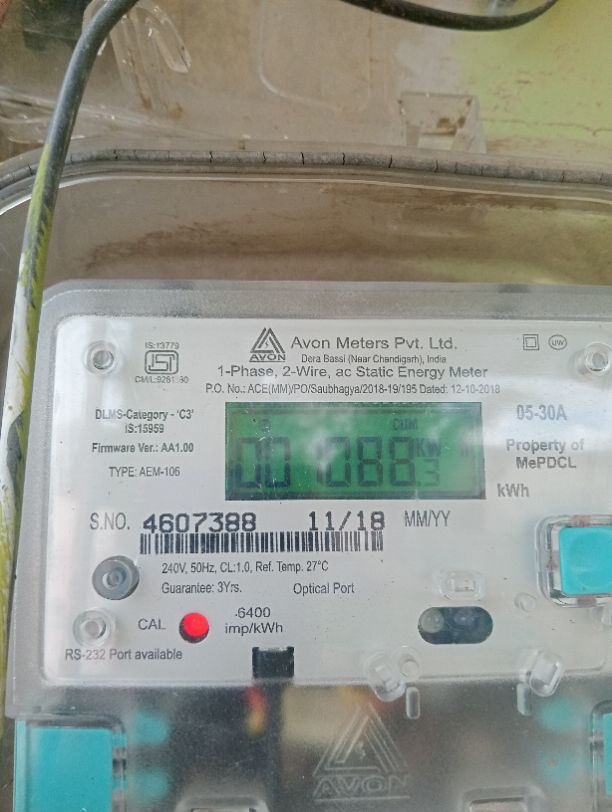 IS:13779
ISI
AVON
Avon Meters Pvt. Ltd.
Dera Bassi (Near Chandigarh), India
1-Phase, 2-Wire, ac Static Energy Meter
P.O. No.: ACE(MM)/PO/Saubhagya/2018-19/195 Dated: 12-10-2018
UW
DLMS-Category - 'C3'
IS:15959
Firmware Ver.: AA1.00
TYPE: AEM-106
CUM
001088.3 KW H
05-30A
Property of
MePDCL
kWh
S.NO. 4607388 11/18 MM/YY
240V, 50Hz, CL:1.0, Ref. Temp. 27°C
Guarantee: 3Yrs. Optical Port
CAL
6400
imp/kWh
RS-232 Port available
AVON